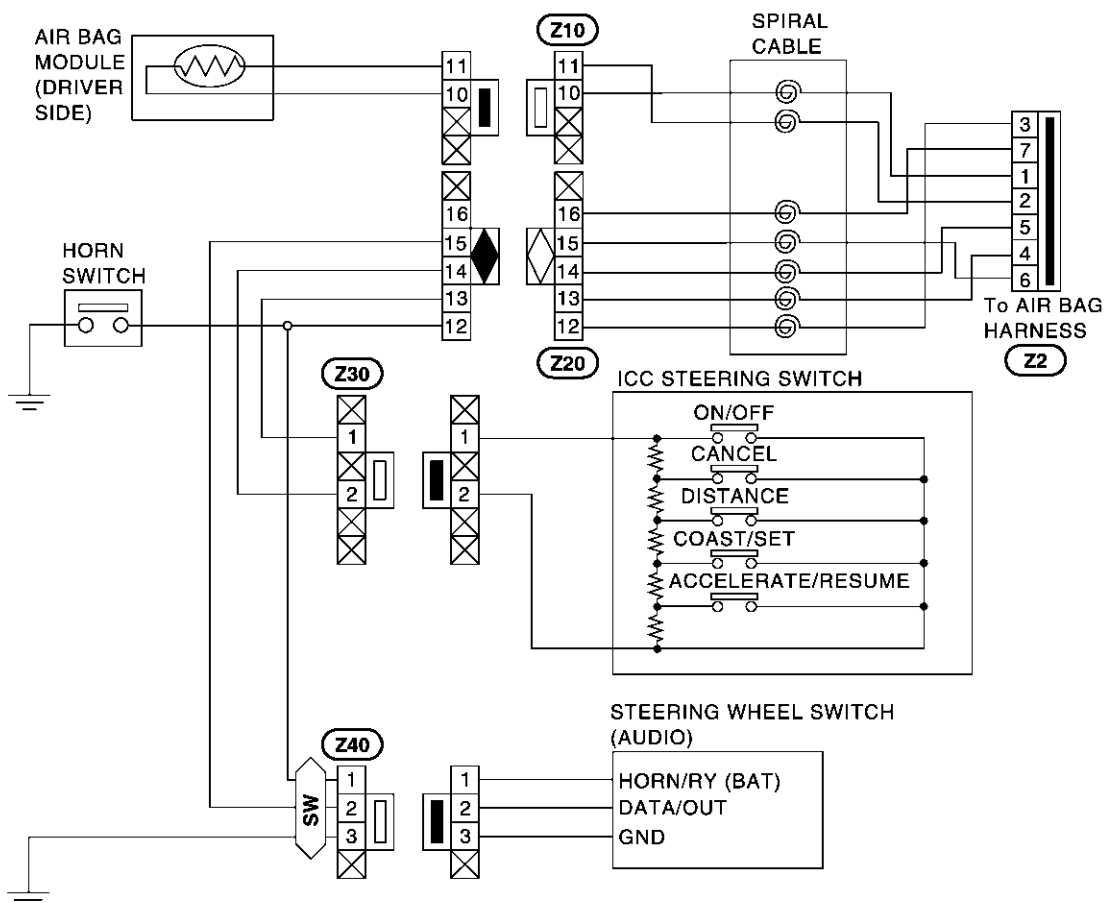 AIR BAG
MODULE
(DRIVER
SIDE)
11
10
Z10
11
10
SPIRAL
CABLE
3
7
1
2
5
4
6
To AIR BAG
HARNESS
Z2
16
15
14
13
12
16
15
14
13
12
Z20
HORN
SWITCH
Z30
1
2
1
2
ICC STEERING SWITCH
ON/OFF
CANCEL
DISTANCE
COAST/SET
ACCELERATE/RESUME
Z40
SW
1
2
3
1
2
3
STEERING WHEEL SWITCH
(AUDIO)
HORN/RY (BAT)
DATA/OUT
GND